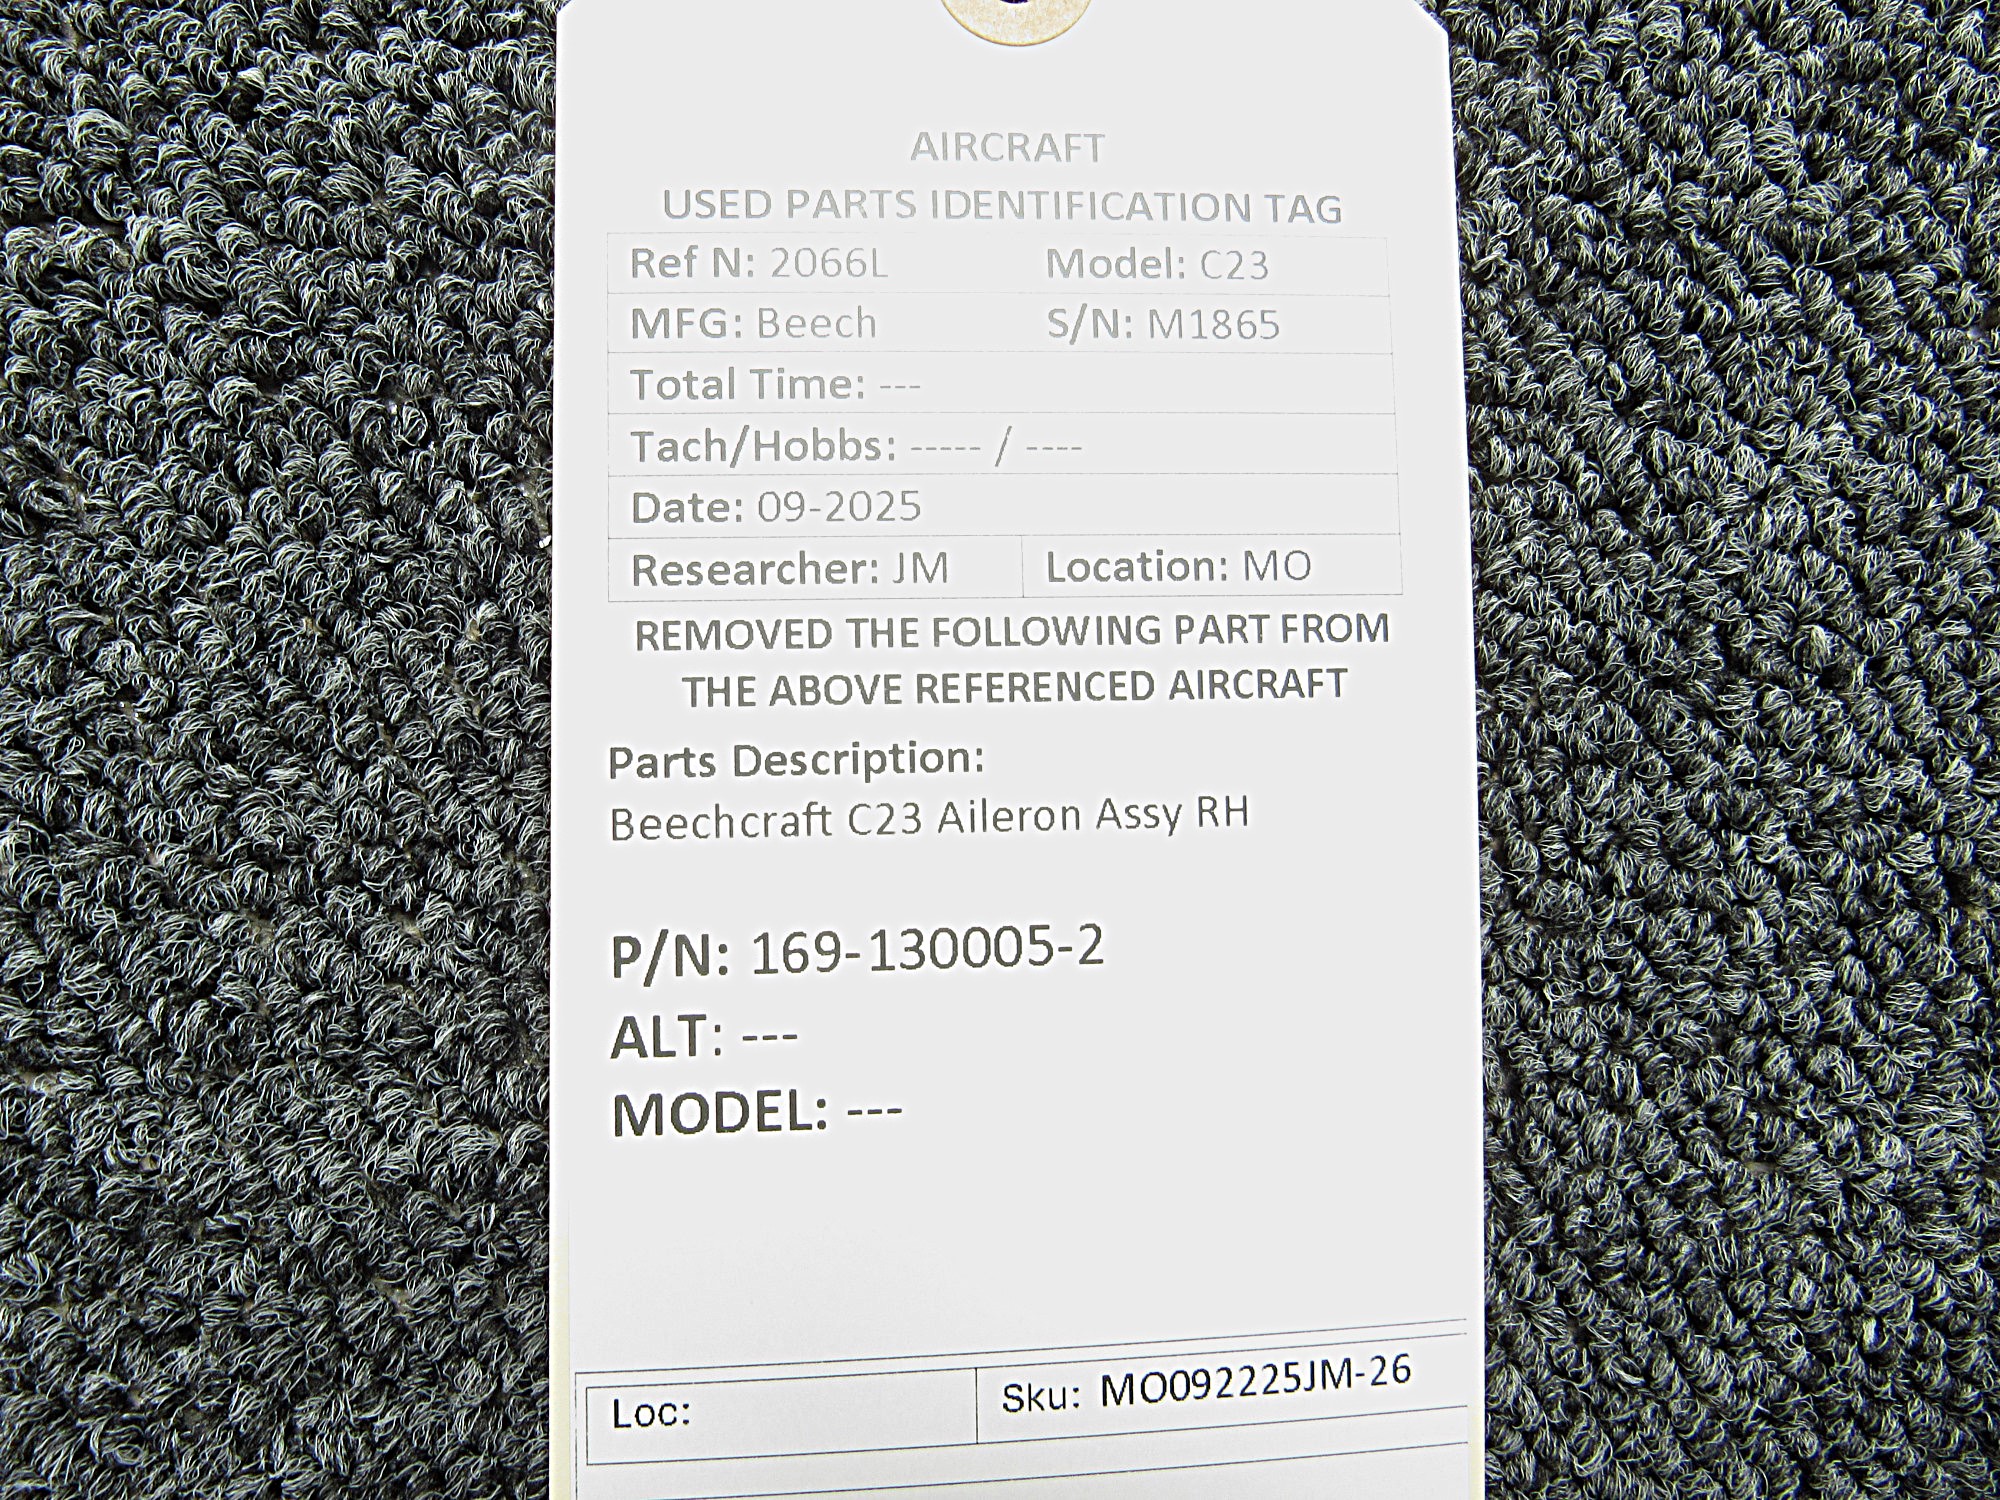 AIRCRAFT
USED PARTS IDENTIFICATION TAG
Ref N: 2066L Model: C23
MFG: Beech S/N: M1865
Total Time: ---
Tach/Hobbs: ----- / ----
Date: 09-2025
Researcher: JM Location: MO
REMOVED THE FOLLOWING PART FROM
THE ABOVE REFERENCED AIRCRAFT
Parts Description:
Beechcraft C23 Aileron Assy RH
P/N: 169-130005-2
ALT: ---
MODEL: ---
Loc: Sku: MO092225JM-26